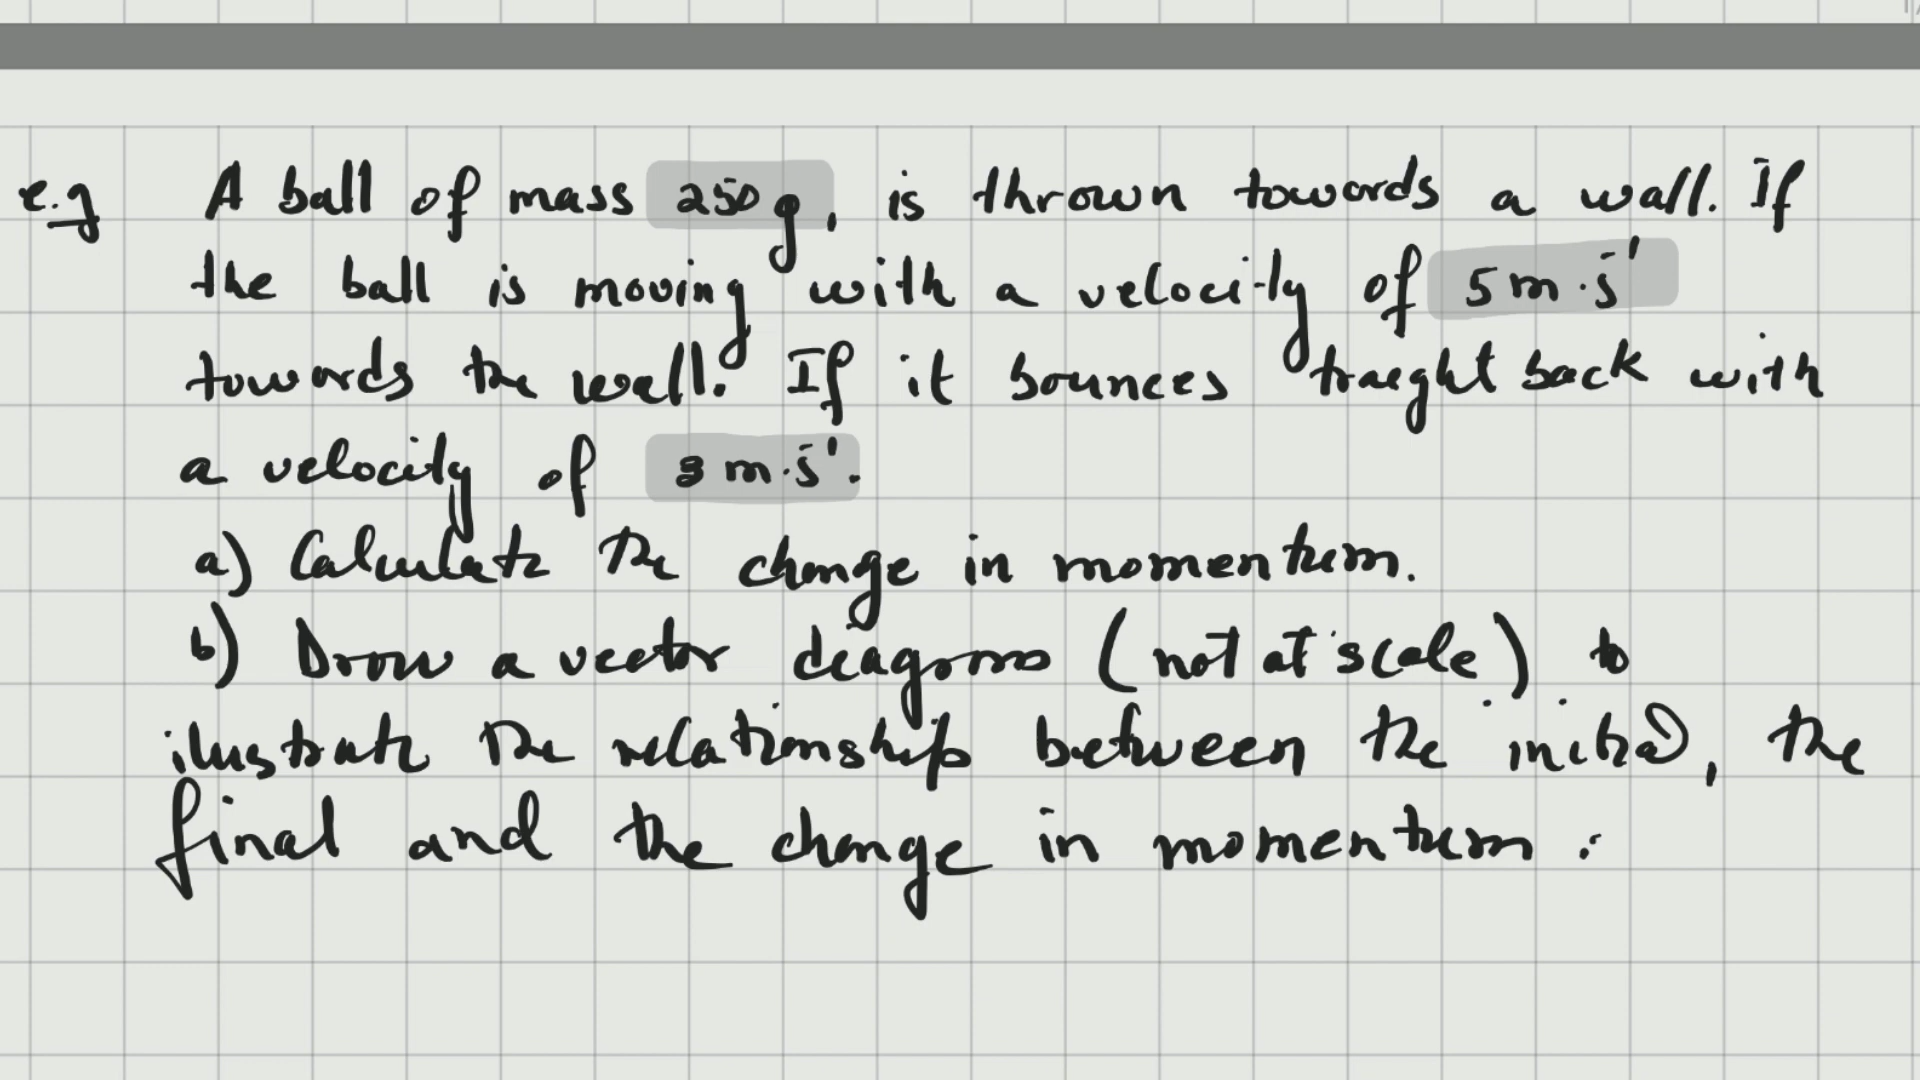 e.g A ball of mass 250g, is thrown towards a wall. If
the ball is moving with a velocity of 5 m·s⁻¹
towards the wall. If it bounces straight back with
a velocity of 3 m·s⁻¹.
a) Calculate the change in momentum.
b) Draw a vector diagram (not at scale) to
illustrate the relationship between the initial, the
final and the change in momentum.